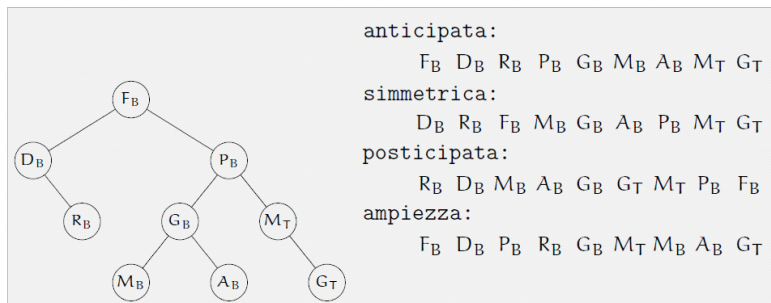 anticipata:
F_B D_B R_B P_B G_B M_B A_B M_T G_T
simmetrica:
D_B R_B F_B M_B G_B A_B P_B M_T G_T
posticipata:
R_B D_B M_B A_B G_B G_T M_T P_B F_B
ampiezza:
F_B D_B P_B R_B G_B M_T M_B A_B G_T
F_B
D_B P_B
R_B G_B M_T
M_B A_B G_T